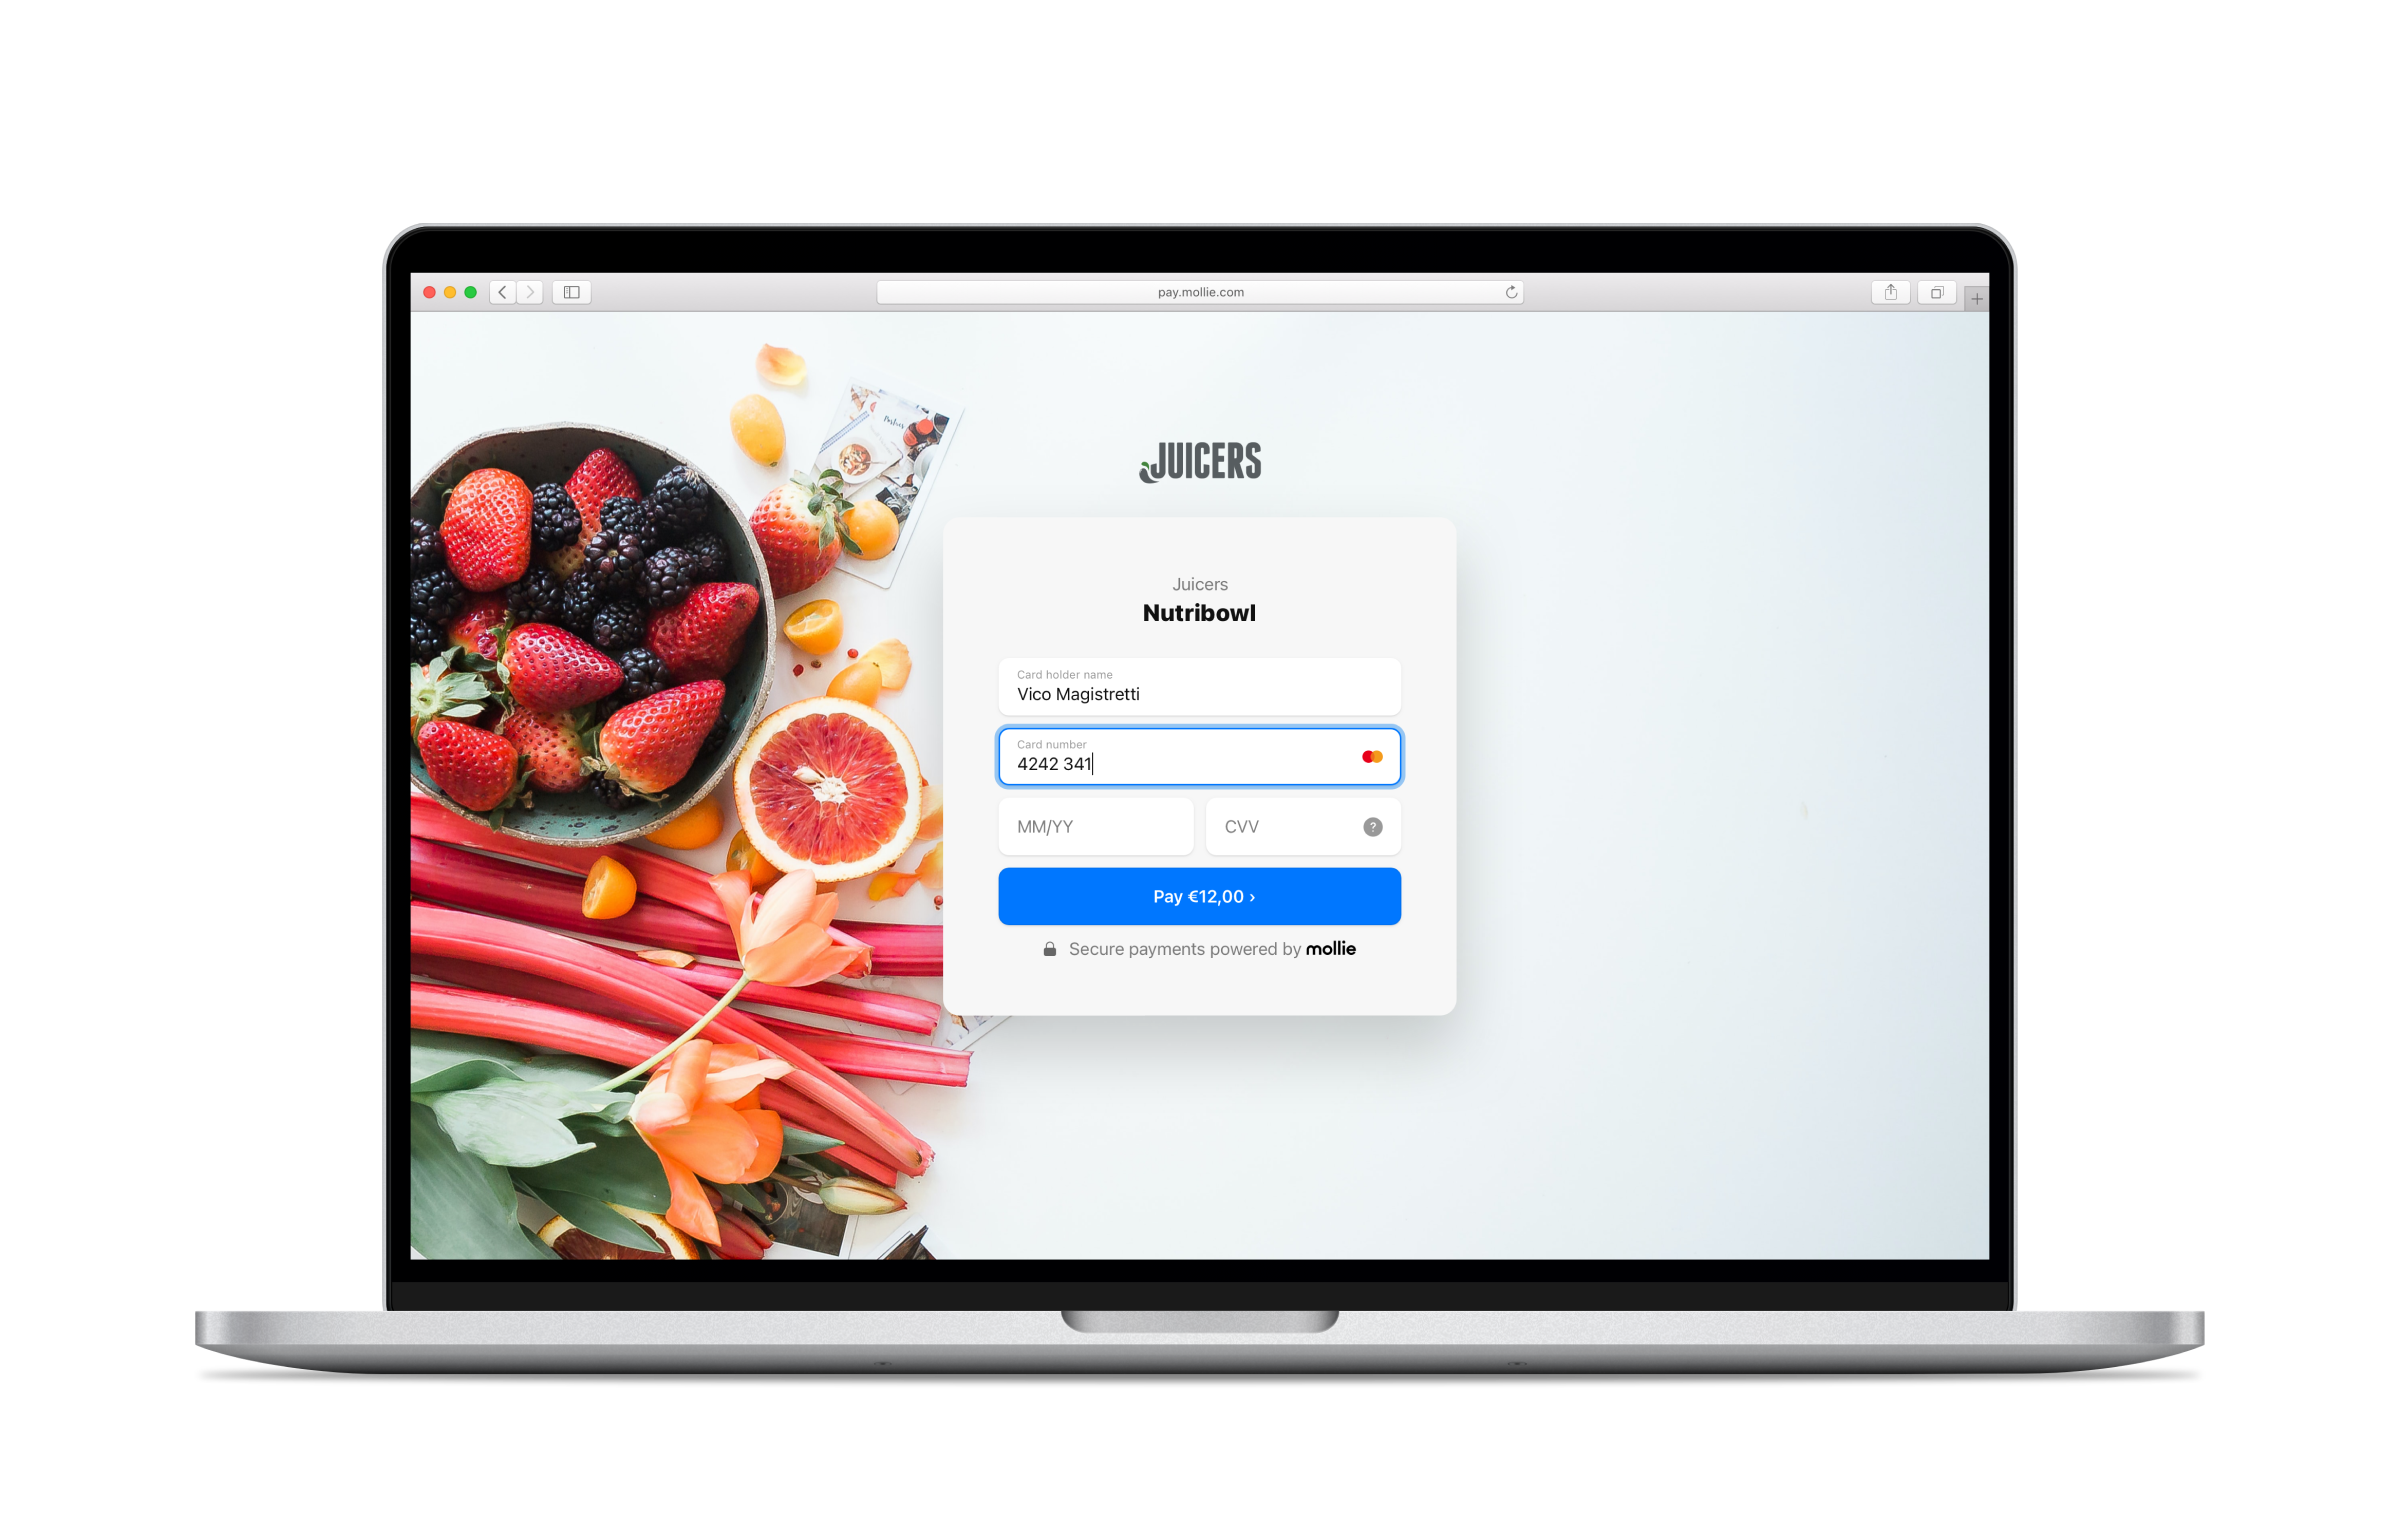 pay.mollie.com
JUICERS
Juicers
Nutribowl
Card holder name
Vico Magistretti
Card number
4242 341
MM/YY
CVV
?
Pay €12,00 ›
Secure payments powered by mollie